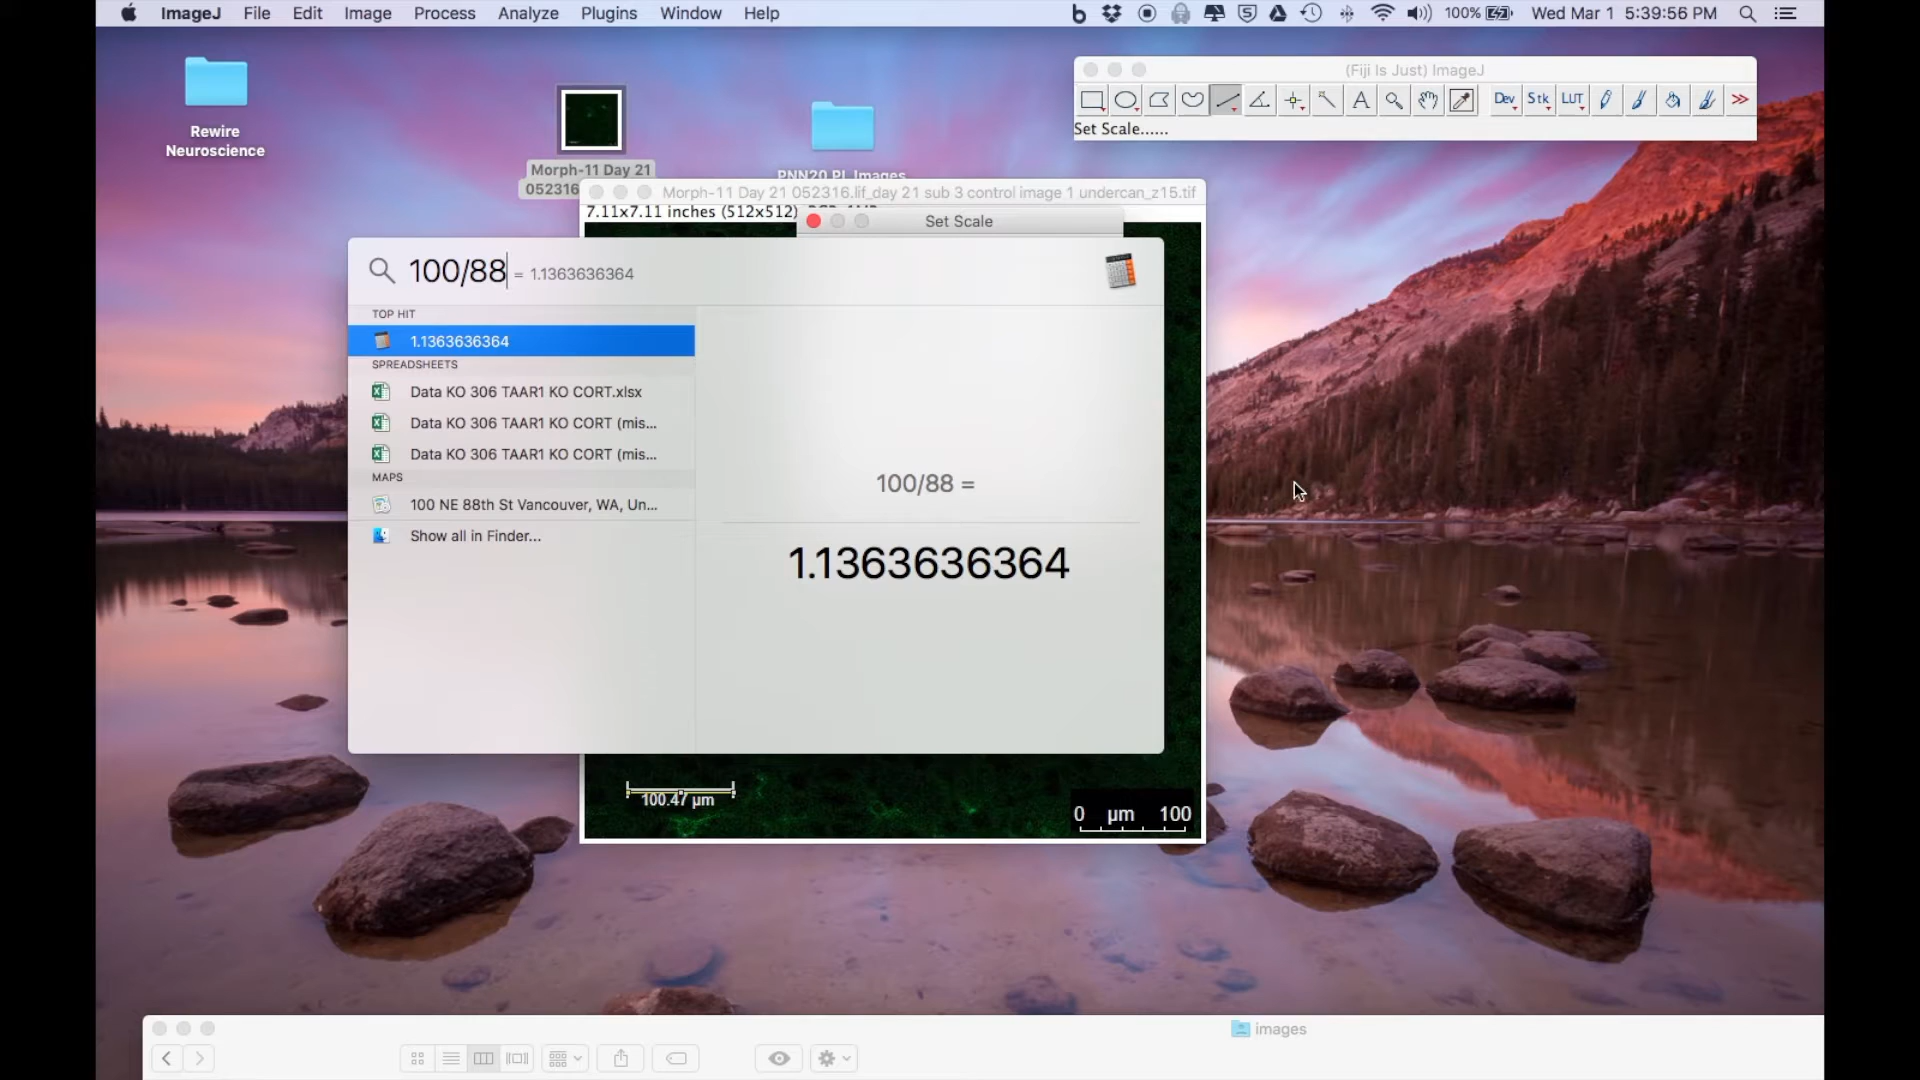 ImageJ File Edit Image Process Analyze Plugins Window Help
100% Wed Mar 1 5:39:56 PM
Rewire
Neuroscience
Morph-11 Day 21
052316
PNN20 PL Images
(Fiji Is Just) ImageJ
Dev Stk LUT
Set Scale......
Morph-11 Day 21 052316.lif_day 21 sub 3 control image 1 undercan_z15.tif
7.11x7.11 inches (512x512)
Set Scale
100/88 = 1.1363636364
TOP HIT
1.1363636364
SPREADSHEETS
Data KO 306 TAAR1 KO CORT.xlsx
Data KO 306 TAAR1 KO CORT (mis...
Data KO 306 TAAR1 KO CORT (mis...
MAPS
100 NE 88th St Vancouver, WA, Un...
Show all in Finder...
100/88 =
1.1363636364
100.47 µm
0 µm 100
images